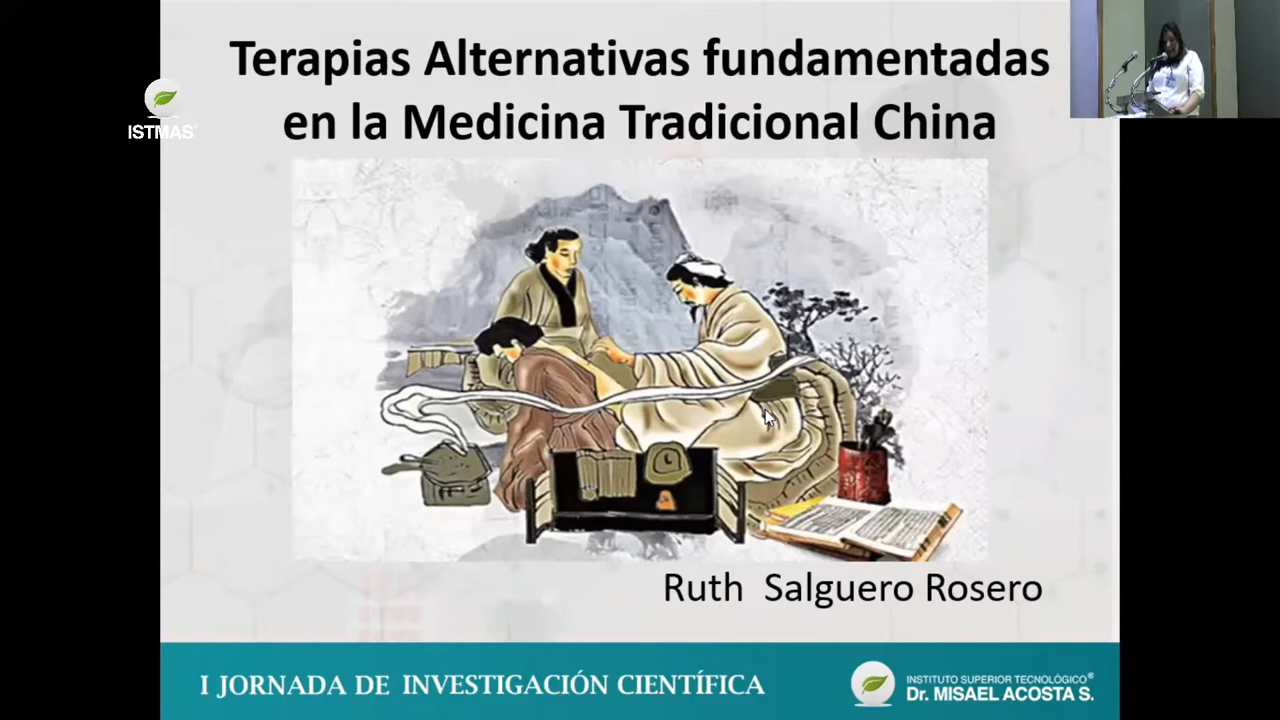 Terapias Alternativas fundamentadas
en la Medicina Tradicional China
ISTMAS
Ruth Salguero Rosero
I JORNADA DE INVESTIGACIÓN CIENTÍFICA
INSTITUTO SUPERIOR TECNOLÓGICO®
Dr. MISAEL ACOSTA S.